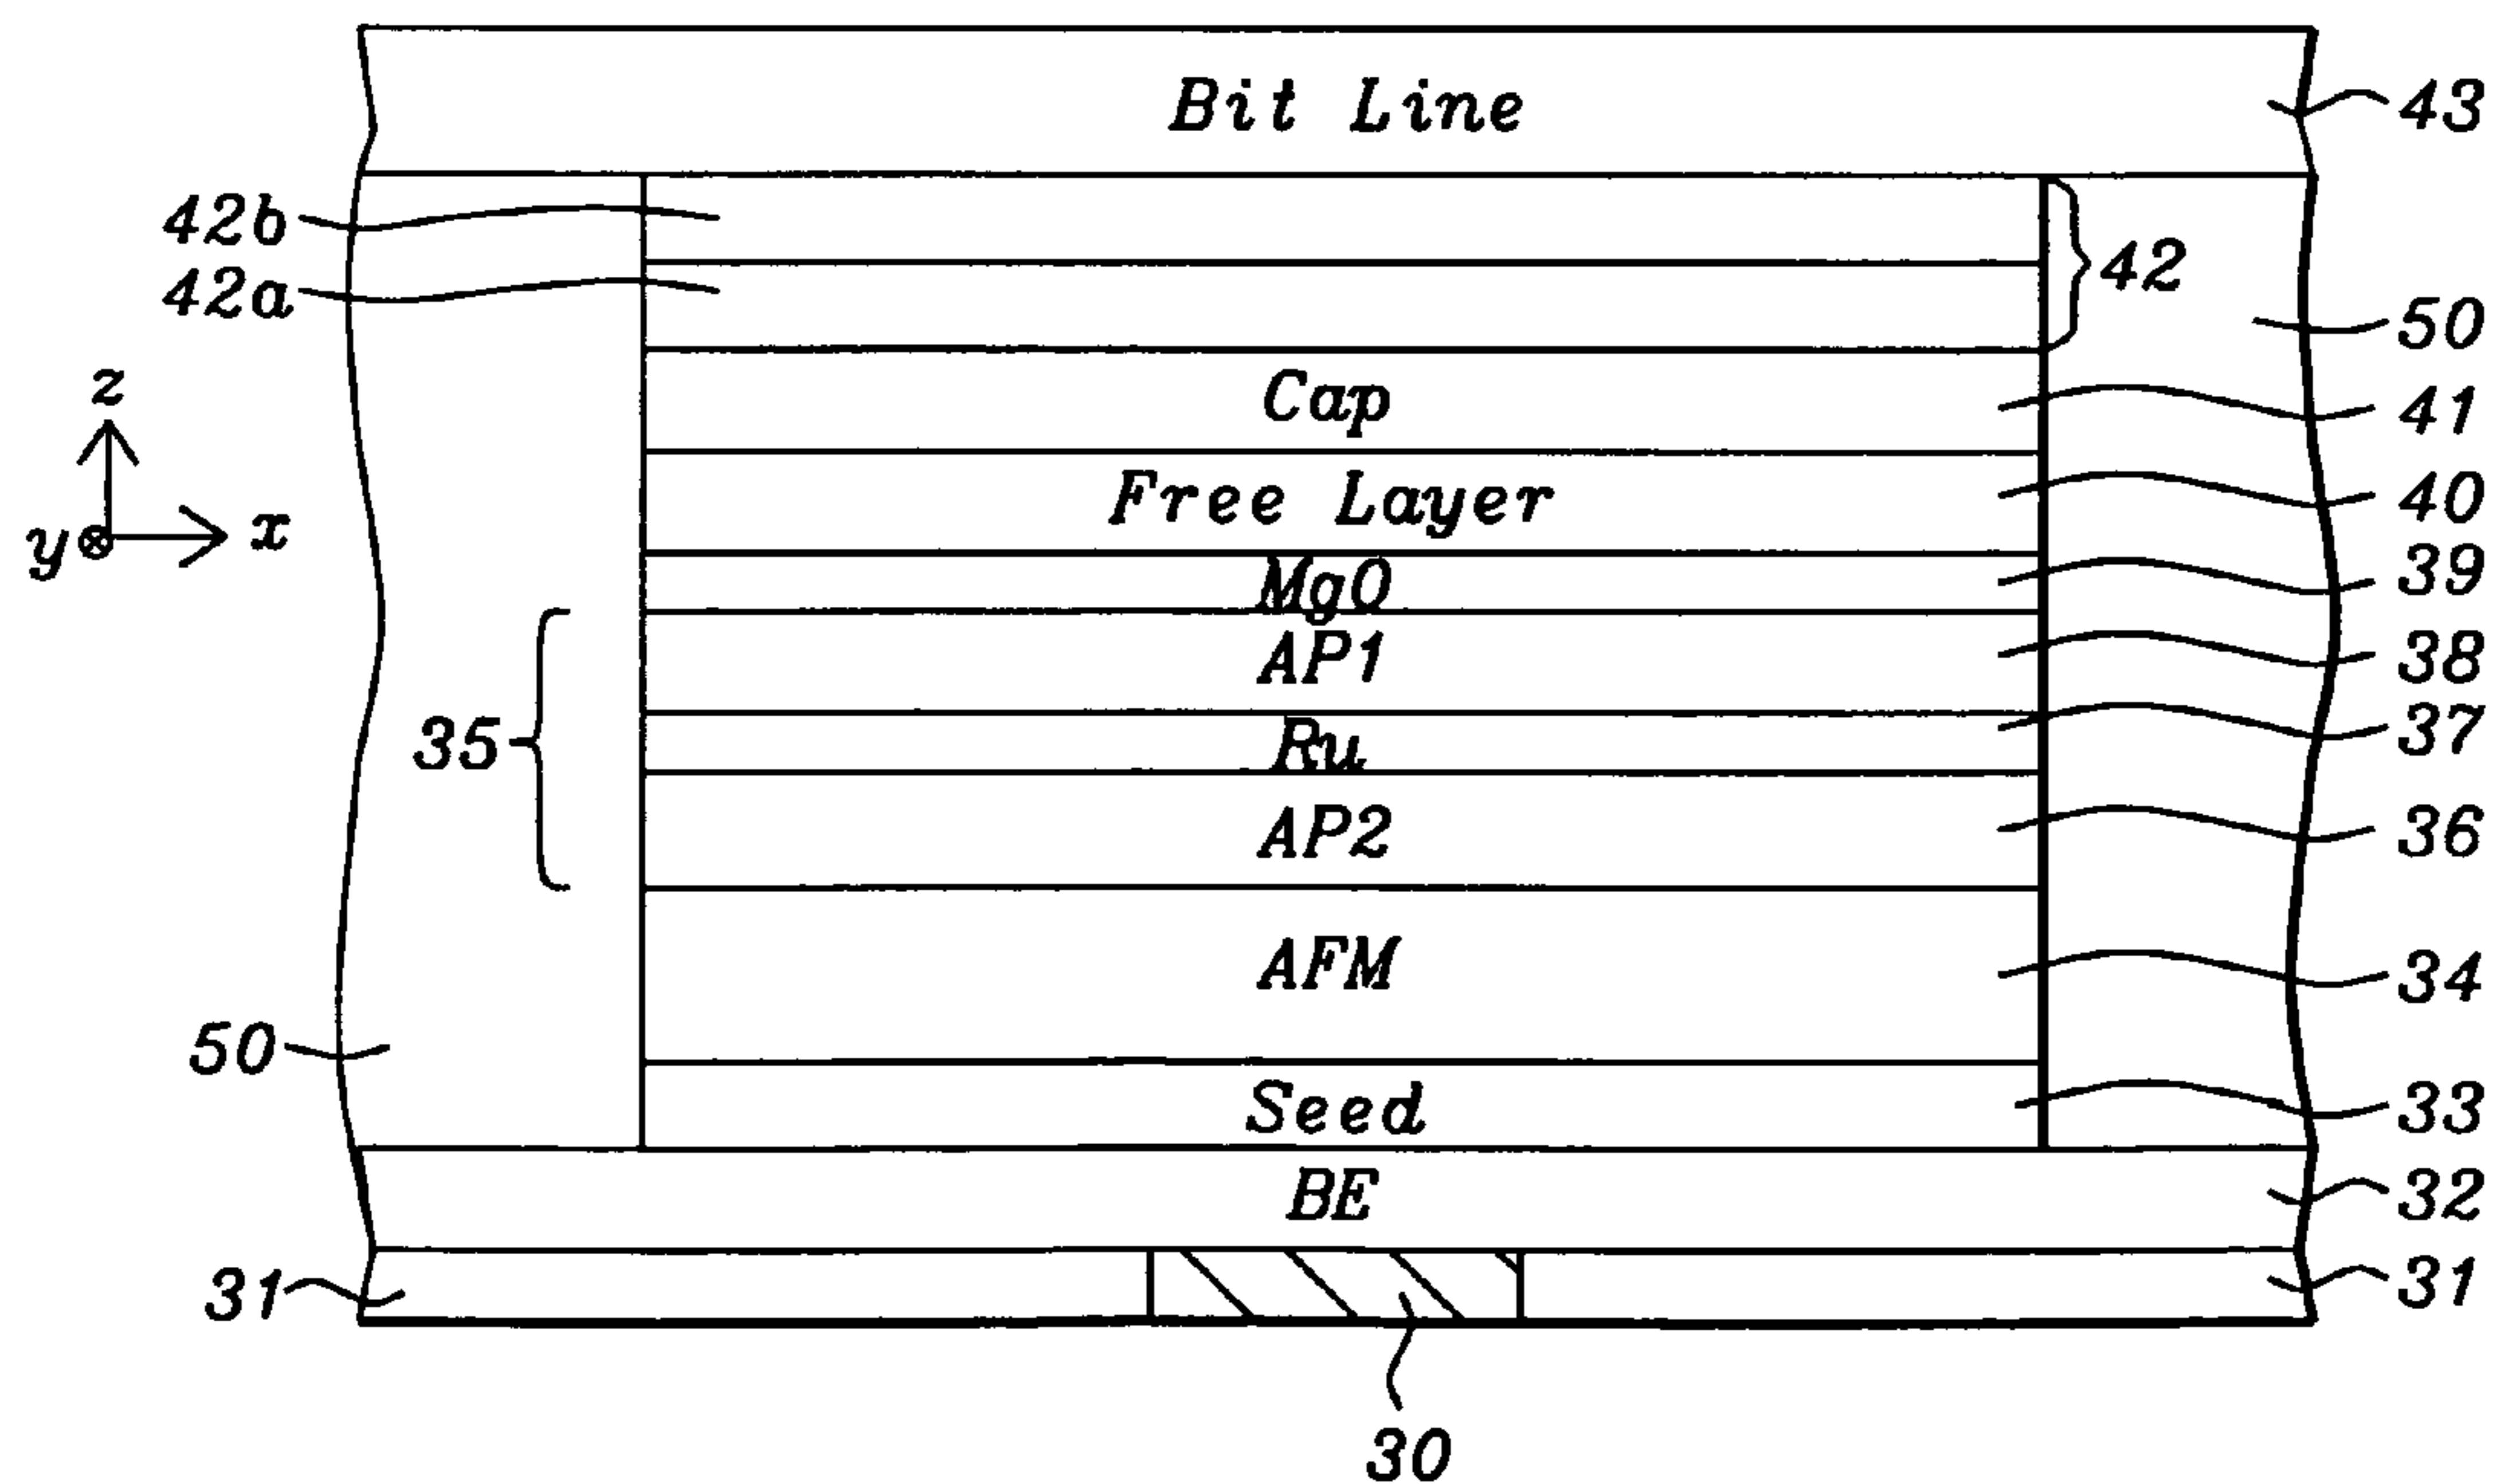 Bit Line 43
42b
42a
42
50
Cap 41
z
Free Layer 40
y x
MgO 39
AP1 38
35 Ru 37
AP2 36
AFM 34
50
Seed 33
BE 32
31 31
30